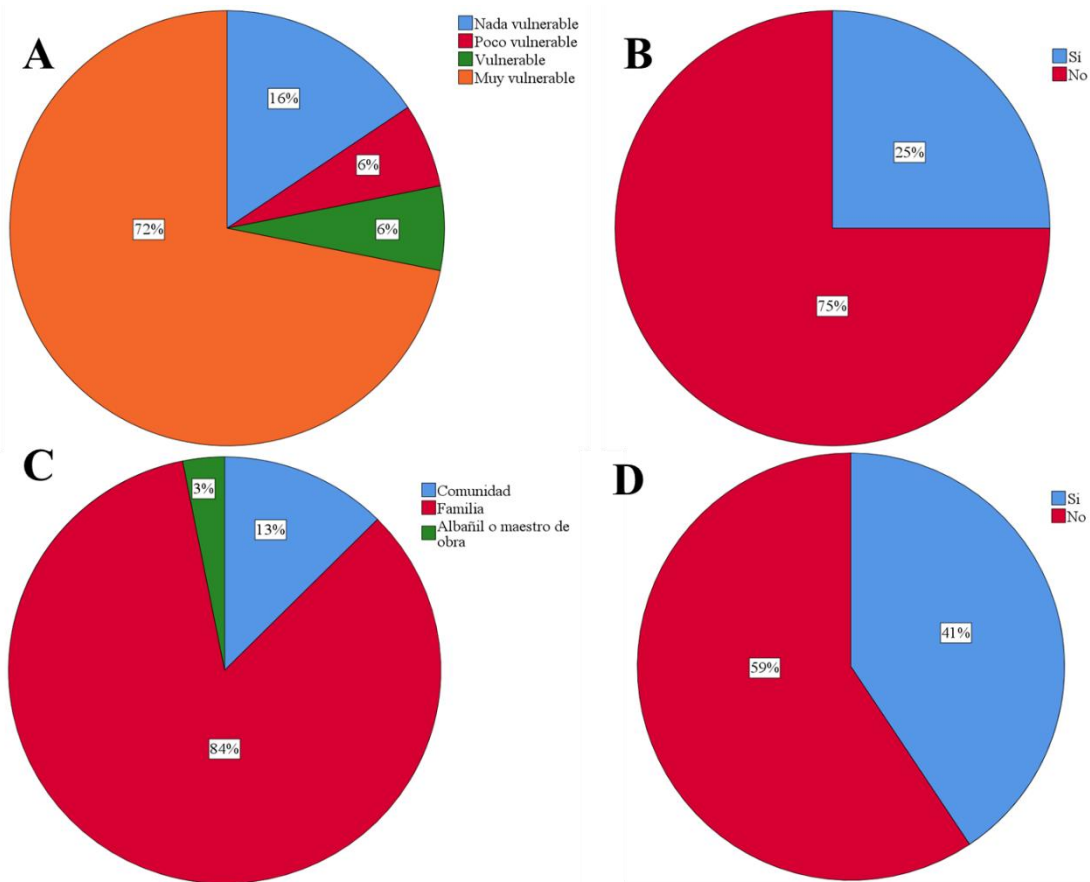 A
Nada vulnerable
Poco vulnerable
Vulnerable
Muy vulnerable
16%
6%
6%
72%
B
Sí
No
25%
75%
C
Comunidad
Familia
Albañil o maestro de
obra
3%
13%
84%
D
Si
No
41%
59%